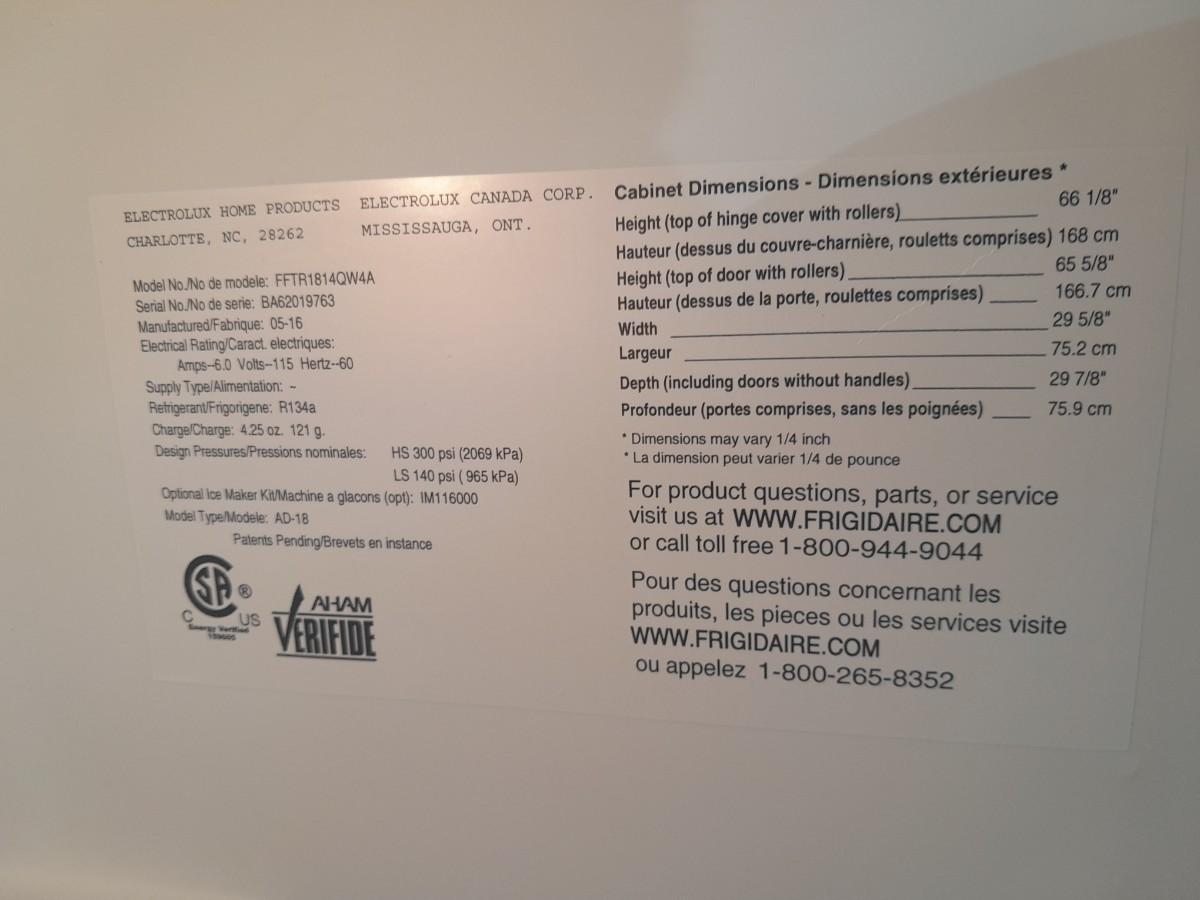 ELECTROLUX HOME PRODUCTS ELECTROLUX CANADA CORP.
CHARLOTTE, NC, 28262 MISSISSAUGA, ONT.
Model No./No de modele: FFTR1814QW4A
Serial No./No de serie: BA62019763
Manufactured/Fabrique: 05-16
Electrical Rating/Caract. electriques:
Amps--6.0 Volts--115 Hertz--60
Supply Type/Alimentation: ~
Refrigerant/Frigorigene: R134a
Charge/Charge: 4.25 oz. 121 g.
Design Pressures/Pressions nominales: HS 300 psi (2069 kPa)
LS 140 psi ( 965 kPa)
Optional Ice Maker Kit/Machine a glacons (opt): IM116000
Model Type/Modele: AD-18
Patents Pending/Brevets en instance
SA ®
C US
Energy Verified
AHAM
VERIFIDE
Cabinet Dimensions - Dimensions extérieures *
Height (top of hinge cover with rollers) 66 1/8"
Hauteur (dessus du couvre-charnière, rouletts comprises) 168 cm
Height (top of door with rollers) 65 5/8"
Hauteur (dessus de la porte, roulettes comprises) 166.7 cm
Width 29 5/8"
Largeur 75.2 cm
Depth (including doors without handles) 29 7/8"
Profondeur (portes comprises, sans les poignées) 75.9 cm
* Dimensions may vary 1/4 inch
* La dimension peut varier 1/4 de pouce
For product questions, parts, or service
visit us at WWW.FRIGIDAIRE.COM
or call toll free 1-800-944-9044
Pour des questions concernant les
produits, les pieces ou les services visite
WWW.FRIGIDAIRE.COM
ou appelez 1-800-265-8352